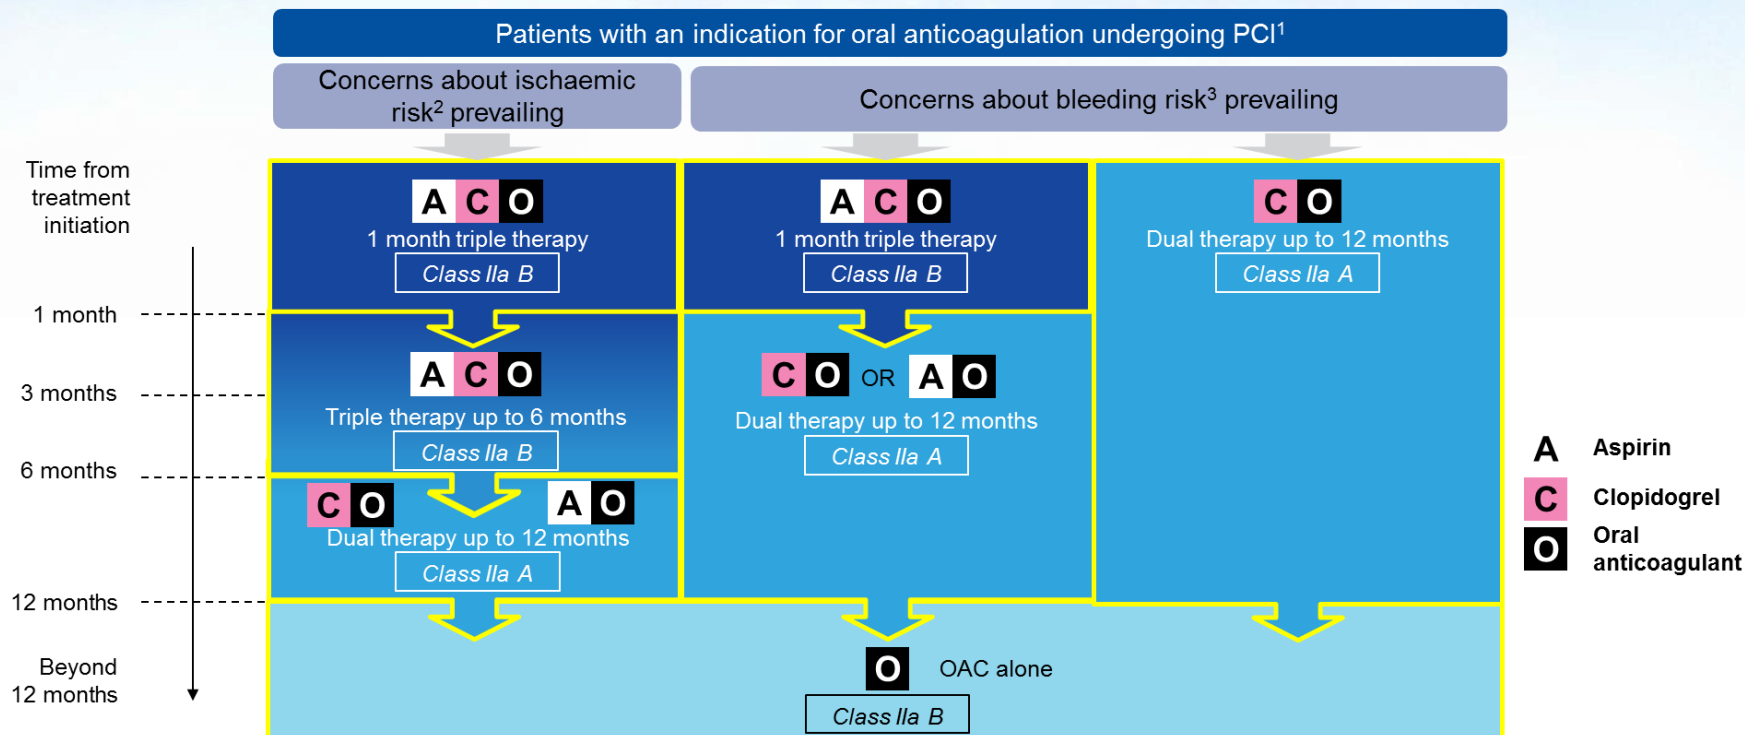 Patients with an indication for oral anticoagulation undergoing PCI¹
Concerns about ischaemic
risk² prevailing
Concerns about bleeding risk³ prevailing
Time from
treatment
initiation
A C O
1 month triple therapy
Class IIa B
A C O
1 month triple therapy
Class IIa B
C O
Dual therapy up to 12 months
Class IIa A
1 month
A C O
Triple therapy up to 6 months
Class IIa B
C O OR A O
Dual therapy up to 12 months
Class IIa A
3 months
6 months
C O A O
Dual therapy up to 12 months
Class IIa A
12 months
Beyond
12 months
O OAC alone
Class IIa B
A Aspirin
C Clopidogrel
O Oral
anticoagulant